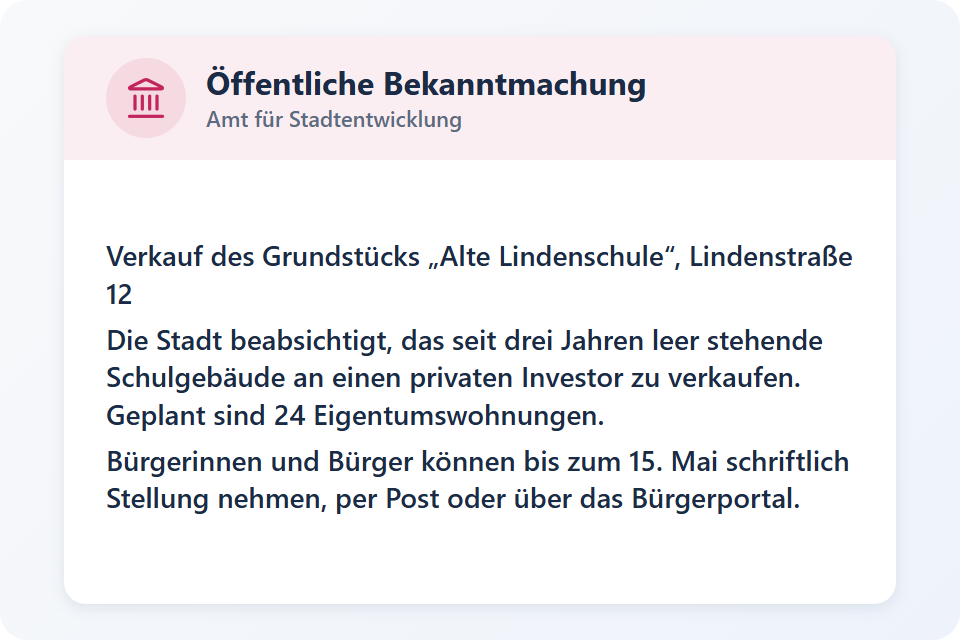 Öffentliche Bekanntmachung
Amt für Stadtentwicklung
Verkauf des Grundstücks „Alte Lindenschule“, Lindenstraße
12
Die Stadt beabsichtigt, das seit drei Jahren leer stehende
Schulgebäude an einen privaten Investor zu verkaufen.
Geplant sind 24 Eigentumswohnungen.
Bürgerinnen und Bürger können bis zum 15. Mai schriftlich
Stellung nehmen, per Post oder über das Bürgerportal.